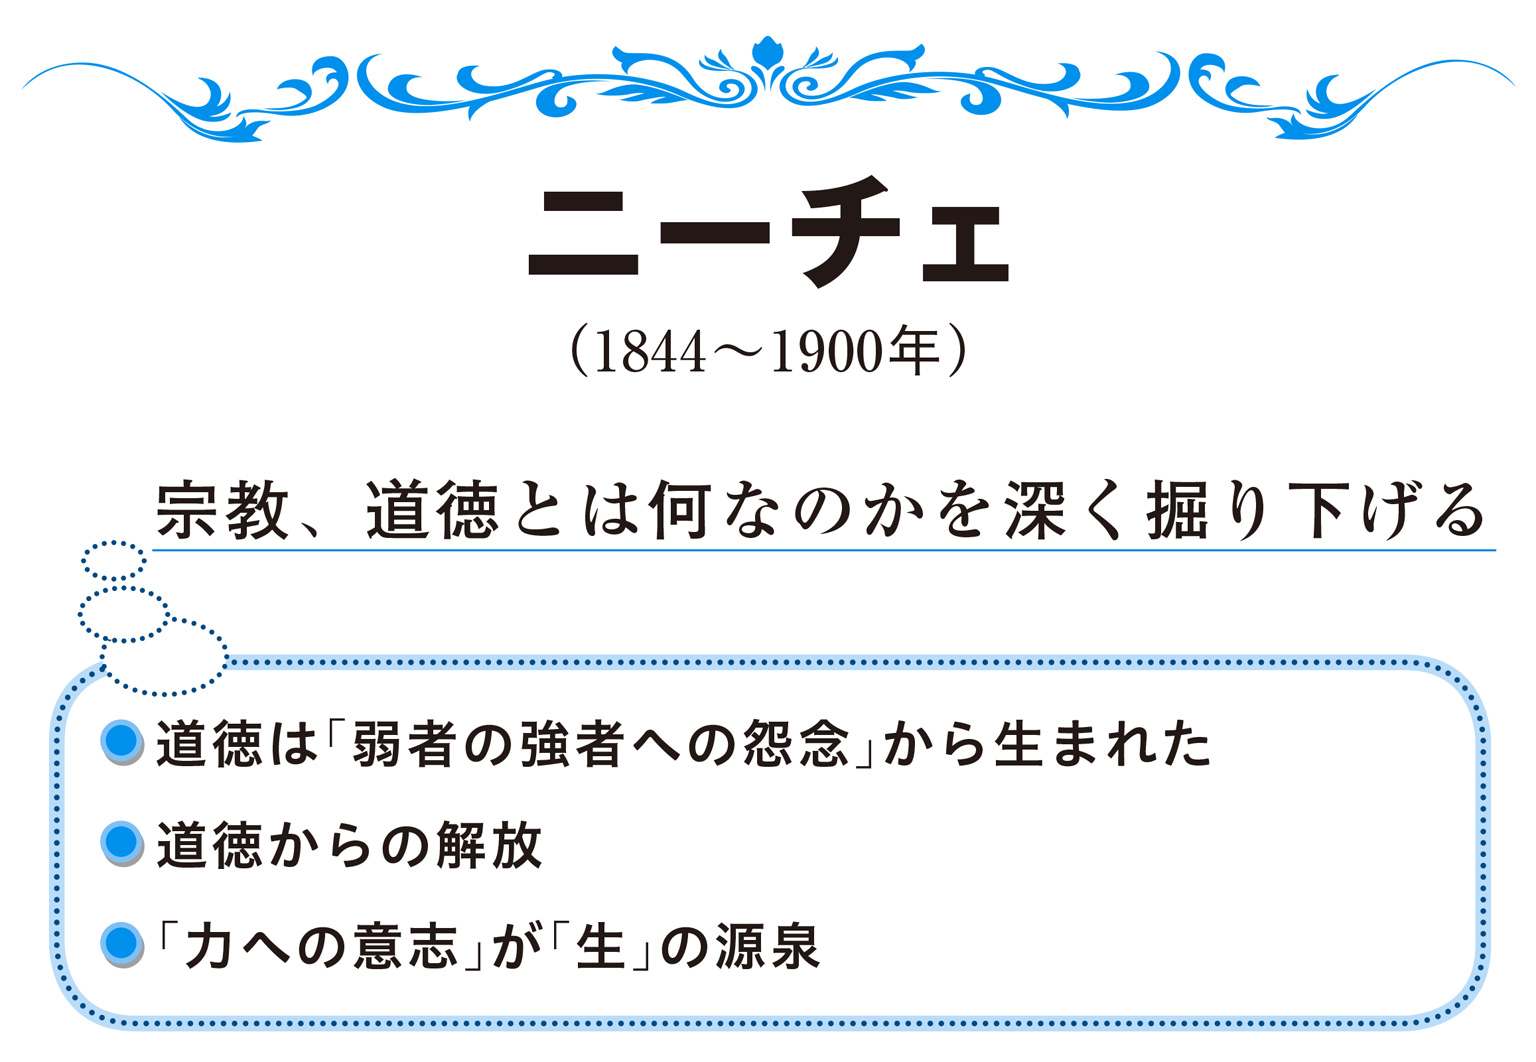 ニーチェ
（1844～1900年）
宗教、道徳とは何なのかを深く掘り下げる
道徳は「弱者の強者への怨念」から生まれた
道徳からの解放
「力への意志」が「生」の源泉